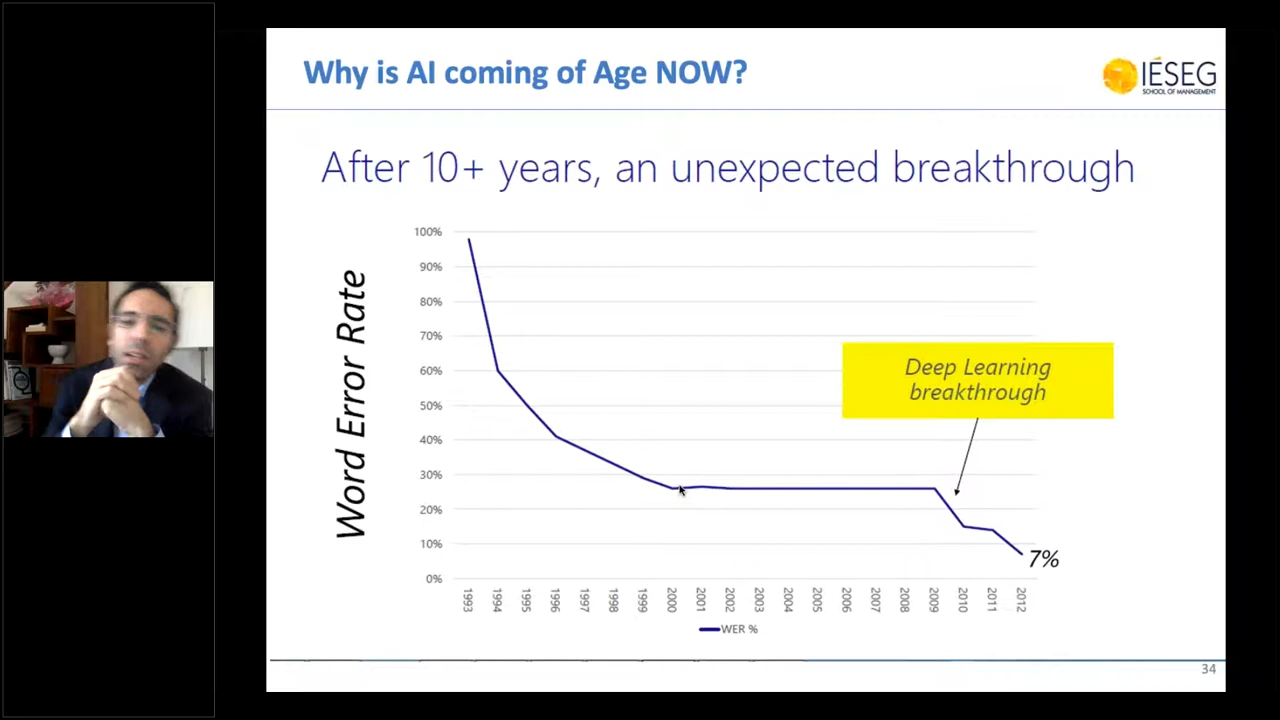 Why is AI coming of Age NOW?
IÉSEG
SCHOOL OF MANAGEMENT
After 10+ years, an unexpected breakthrough
Word Error Rate
100%
90%
80%
70%
60%
50%
40%
30%
20%
10%
0%
Deep Learning
breakthrough
7%
1993 1994 1995 1996 1997 1998 1999 2000 2001 2002 2003 2004 2005 2006 2007 2008 2009 2010 2011 2012
WER %
34